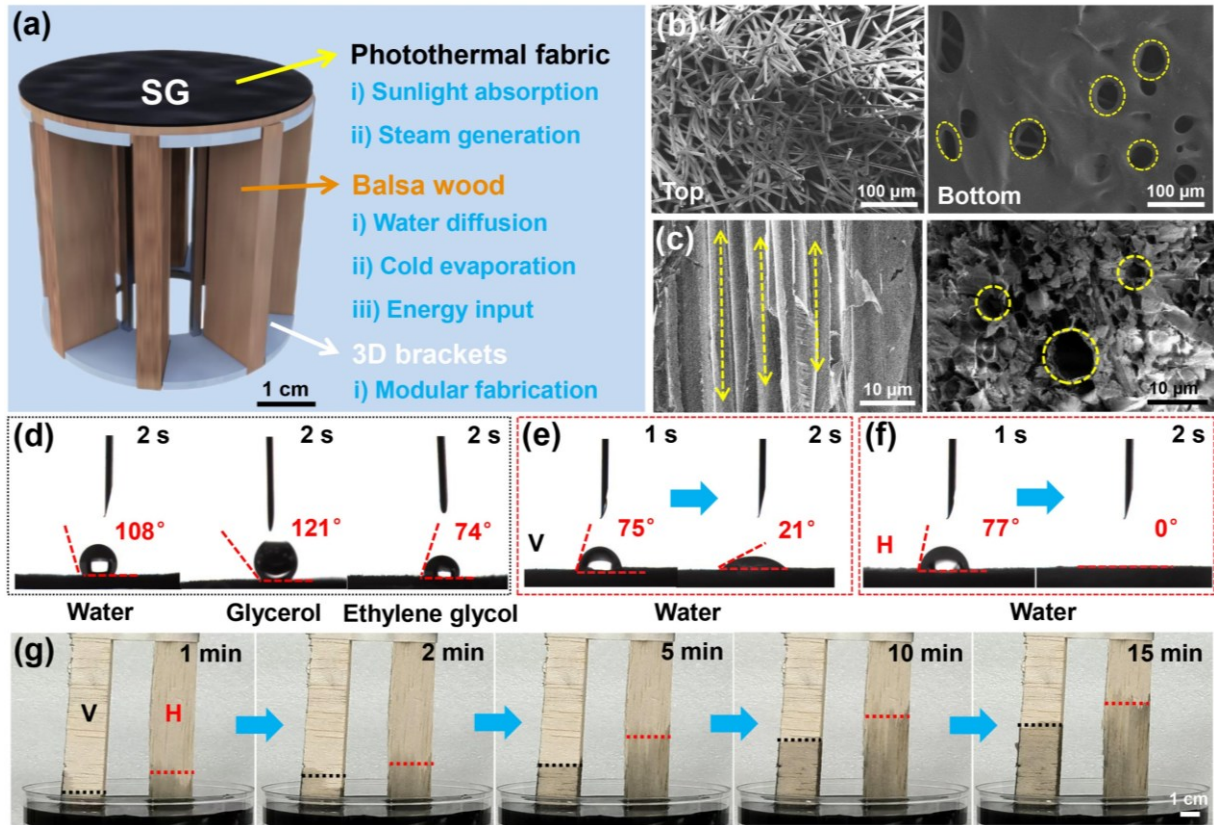 (a)
SG
Photothermal fabric
i) Sunlight absorption
ii) Steam generation
Balsa wood
i) Water diffusion
ii) Cold evaporation
iii) Energy input
3D brackets
i) Modular fabrication
1 cm
(b)
Top
100 μm
Bottom
100 μm
(c)
10 μm
10 μm
(d)
2 s
108°
Water
2 s
121°
Glycerol
2 s
74°
Ethylene glycol
(e)
1 s
V
75°
2 s
21°
Water
(f)
1 s
H
77°
2 s
0°
Water
(g)
1 min
V
H
2 min
5 min
10 min
15 min
1 cm